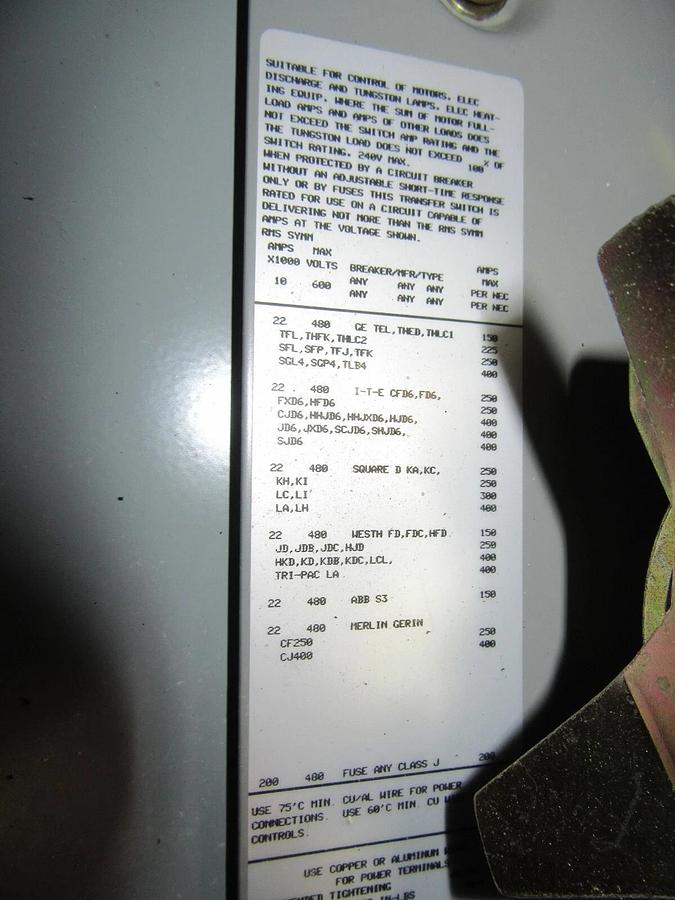 SUITABLE FOR CONTROL OF MOTORS, ELEC
DISCHARGE AND TUNGSTON LAMPS, ELEC HEAT-
ING EQUIP. WHERE THE SUM OF MOTOR FULL-
LOAD AMPS AND AMPS OF OTHER LOADS DOES
NOT EXCEED THE SWITCH AMP RATING AND THE
THE TUNGSTON LOAD DOES NOT EXCEED 100% OF
SWITCH RATING. 240V MAX.
WHEN PROTECTED BY A CIRCUIT BREAKER
WITHOUT AN ADJUSTABLE SHORT-TIME RESPONSE
ONLY OR BY FUSES THIS TRANSFER SWITCH IS
RATED FOR USE ON A CIRCUIT CAPABLE OF
DELIVERING NOT MORE THAN THE RMS SYMM
AMPS AT THE VOLTAGE SHOWN.
RMS SYMM
AMPS MAX AMPS
X1000 VOLTS BREAKER/MFR/TYPE MAX
10 600 ANY ANY ANY PER NEC
ANY ANY ANY PER NEC
22 480 GE TEL,THED,THLC1 150
TFL,THFK,THLC2 225
SFL,SFP,TFJ,TFK 250
SGL4,SGP4,TLB4 400
22 . 480 I-T-E CFD6,FD6, 250
FXD6,HFD6 250
CJD6,HHJD6,HHJXD6,HJD6, 400
JD6,JXD6,SCJD6,SHJD6, 400
SJD6 400
22 480 SQUARE D KA,KC, 250
KH,KI 250
LC,LI 300
LA,LH 400
22 480 WESTH FD,FDC,HFD 150
JD,JDB,JDC,HJD 250
HKD,KD,KDB,KDC,LCL, 400
TRI-PAC LA 400
22 480 ABB S3 150
22 480 MERLIN GERIN
CF250 250
CJ400 400
200 480 FUSE ANY CLASS J 200
USE 75'C MIN. CU/AL WIRE FOR POWER
CONNECTIONS. USE 60'C MIN. CU
CONTROLS.
USE COPPER OR ALUMINUM
FOR POWER TERMINALS
TIGHTENING
IN-LBS